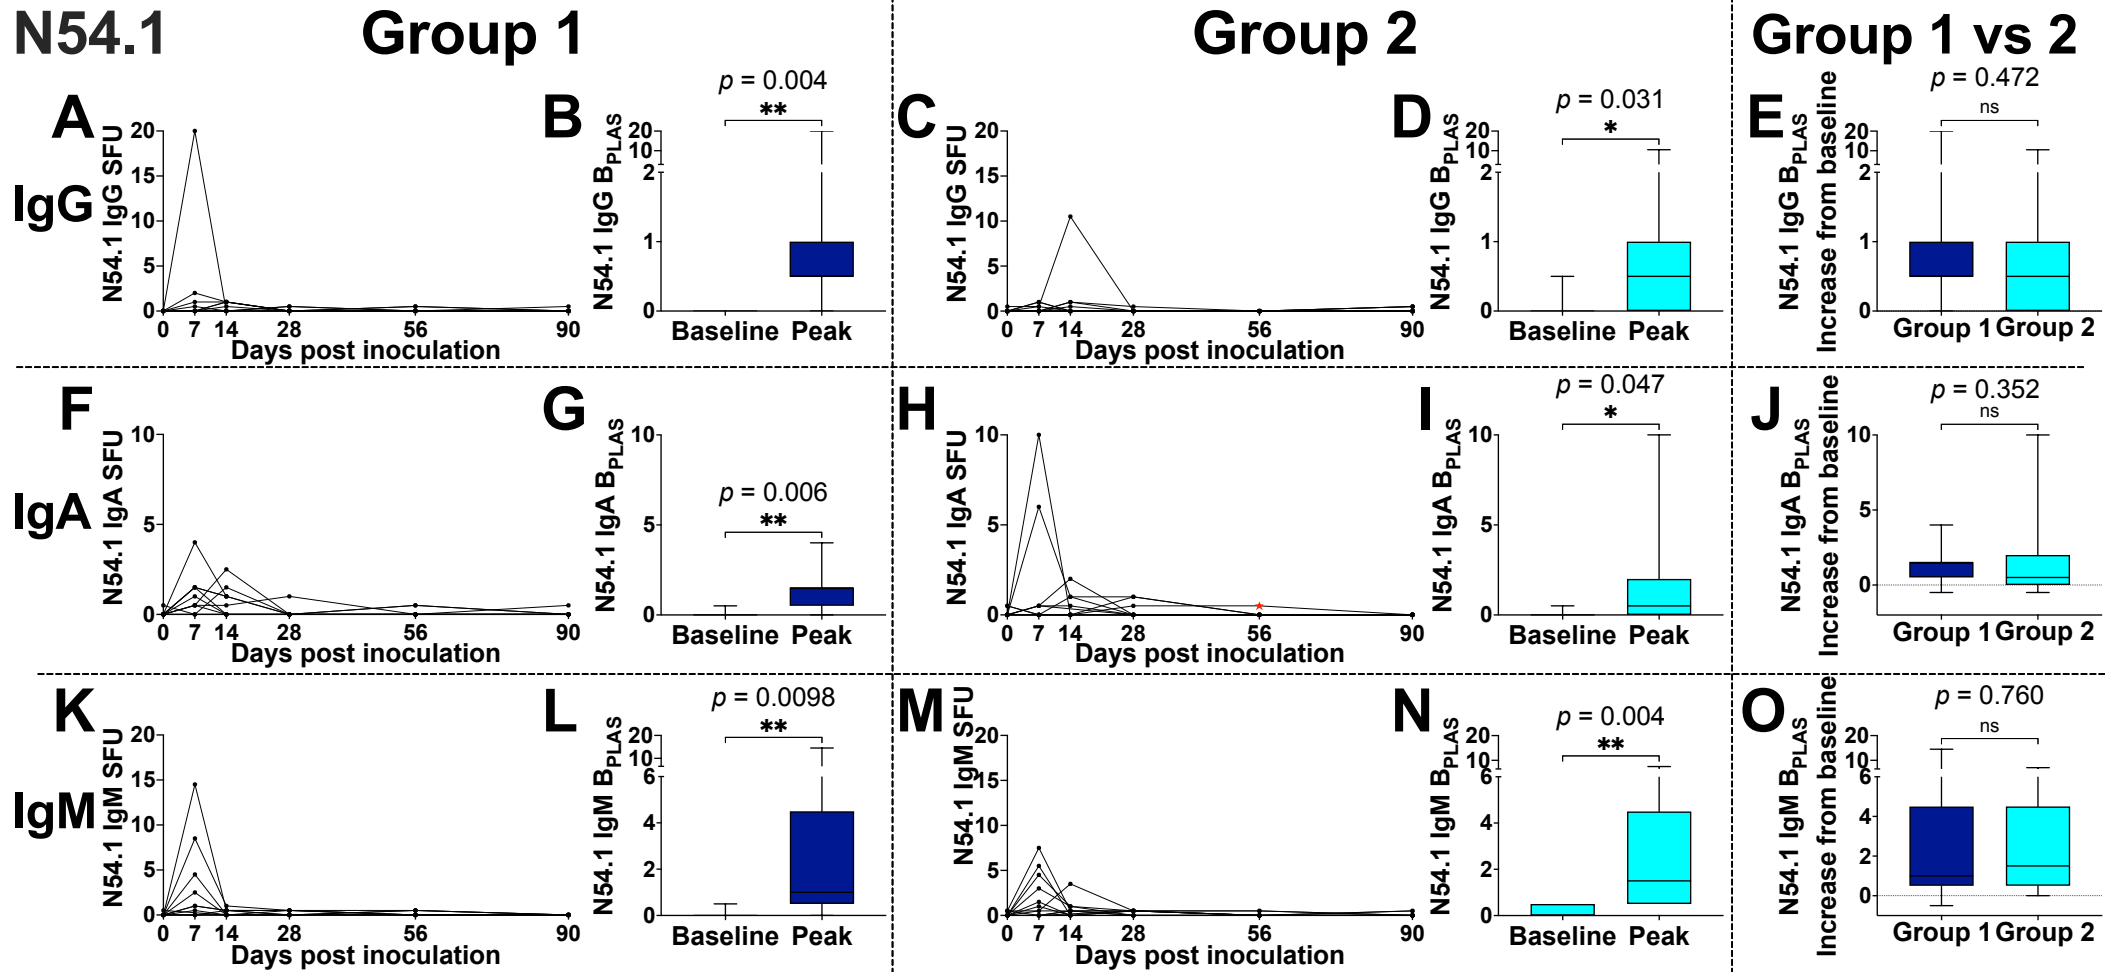 N54.1
Group 1
Group 2
Group 1 vs 2
IgG
A
N54.1 IgG SFU
20
15
10
5
0
0 7 14 28 56 90
Days post inoculation
B
p = 0.004
**
N54.1 IgG BPLAS
20
10
2
1
0
Baseline Peak
C
N54.1 IgG SFU
20
15
10
5
0
0 7 14 28 56 90
Days post inoculation
D
p = 0.031
*
N54.1 IgG BPLAS
20
10
2
1
0
Baseline Peak
E
p = 0.472
ns
N54.1 IgG BPLAS
Increase from baseline
20
10
2
1
0
Group 1 Group 2
IgA
F
N54.1 IgA SFU
10
5
0
0 7 14 28 56 90
Days post inoculation
G
p = 0.006
**
N54.1 IgA BPLAS
10
5
0
Baseline Peak
H
N54.1 IgA SFU
10
5
0
0 7 14 28 56 90
Days post inoculation
I
p = 0.047
*
N54.1 IgA BPLAS
10
5
0
Baseline Peak
J
p = 0.352
ns
N54.1 IgA BPLAS
Increase from baseline
10
5
0
Group 1 Group 2
IgM
K
N54.1 IgM SFU
20
15
10
5
0
0 7 14 28 56 90
Days post inoculation
L
p = 0.0098
**
N54.1 IgM BPLAS
20
10
6
4
2
0
Baseline Peak
M
N54.1 IgM SFU
20
15
10
5
0
0 7 14 28 56 90
Days post inoculation
N
p = 0.004
**
N54.1 IgM BPLAS
20
10
6
4
2
0
Baseline Peak
O
p = 0.760
ns
N54.1 IgM BPLAS
Increase from baseline
20
10
6
4
2
0
Group 1 Group 2